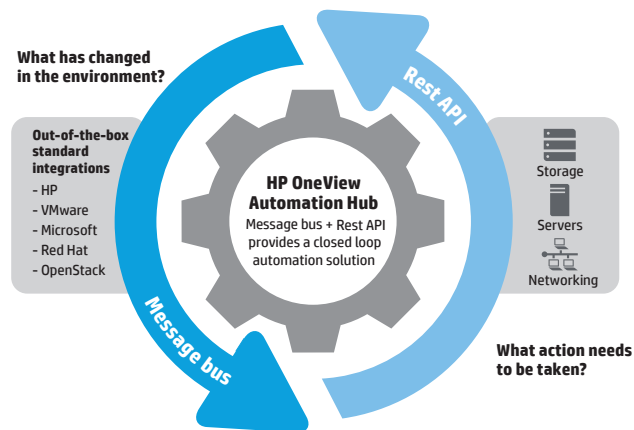 What has changed
in the environment?
Rest API
Out-of-the-box
standard
integrations
- HP
- VMware
- Microsoft
- Red Hat
- OpenStack
HP OneView
Automation Hub
Message bus + Rest API
provides a closed loop
automation solution
Storage
Servers
Networking
Message bus
What action needs
to be taken?